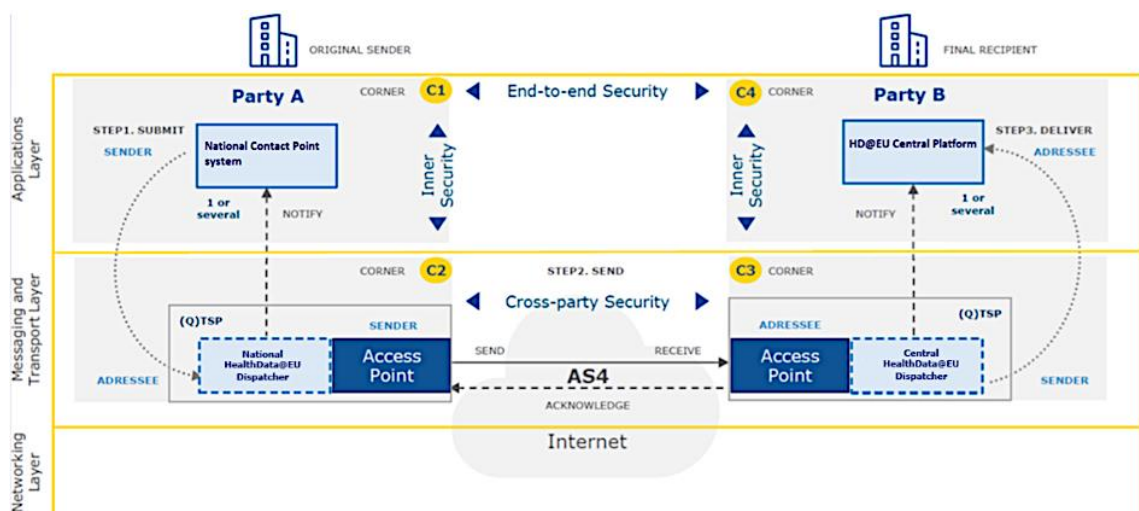 ORIGINAL SENDER
FINAL RECIPIENT
Applications
Layer
Party A
CORNER
C1
End-to-end Security
C4
CORNER
Party B
STEP1. SUBMIT
SENDER
National Contact Point
system
Inner
Security
Inner
Security
HD@EU Central Platform
STEP3. DELIVER
ADRESSEE
1 or
several
NOTIFY
NOTIFY
1 or
several
Messaging and
Transport Layer
CORNER
C2
STEP2. SEND
C3
CORNER
Cross-party Security
(Q)TSP
SENDER
ADRESSEE
(Q)TSP
ADRESSEE
National
HealthData@EU
Dispatcher
Access
Point
SEND
RECEIVE
AS4
ACKNOWLEDGE
Access
Point
Central
HealthData@EU
Dispatcher
SENDER
Internet
Networking
Layer